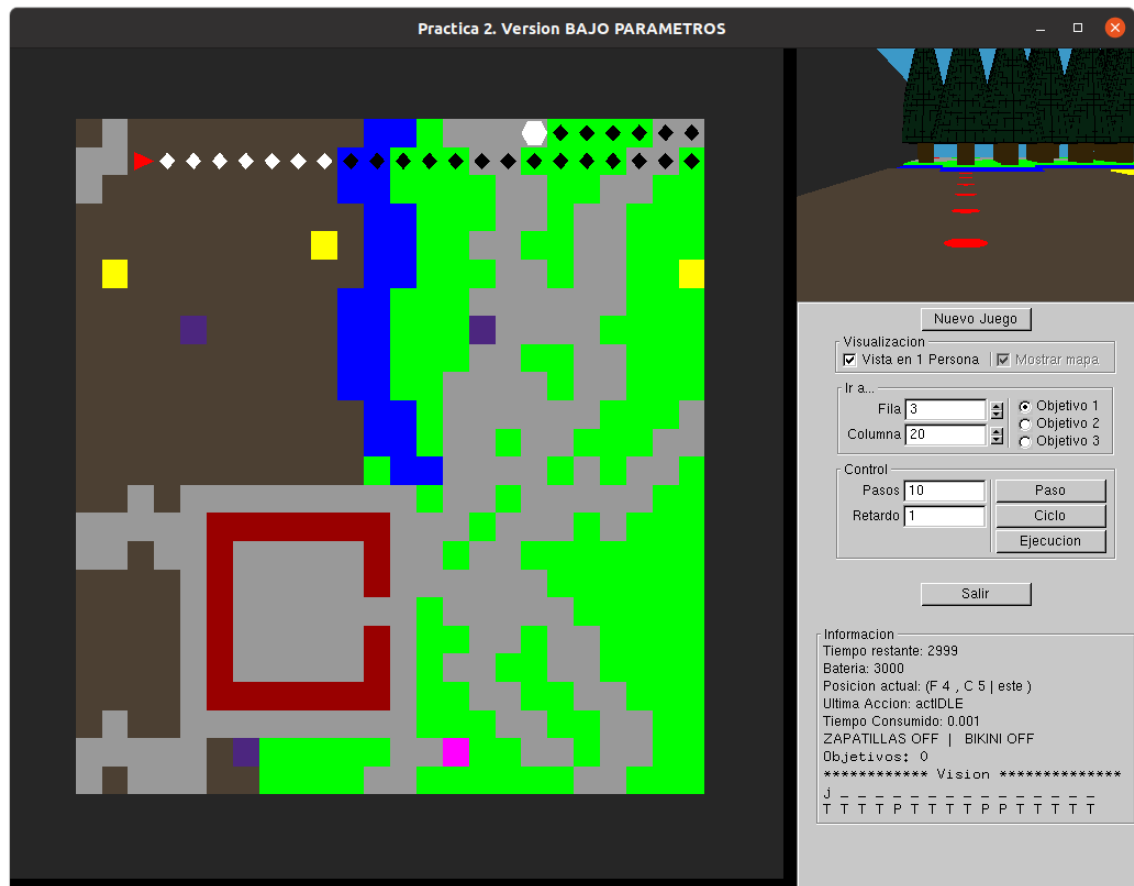 Practica 2. Version BAJO PARAMETROS
Nuevo Juego
Visualizacion
Vista en 1 Persona
Mostrar mapa
Ir a...
Fila 3
Columna 20
Objetivo 1
Objetivo 2
Objetivo 3
Control
Pasos 10
Retardo 1
Paso
Ciclo
Ejecucion
Salir
Informacion
Tiempo restante: 2999
Bateria: 3000
Posicion actual: (F 4 , C 5 | este )
Ultima Accion: actIDLE
Tiempo Consumido: 0.001
ZAPATILLAS OFF | BIKINI OFF
Objetivos: 0
************ Vision **************
j _ _ _ _ _ _ _ _ _ _ _ _ _ _ _
T T T T P T T T T P P T T T T T